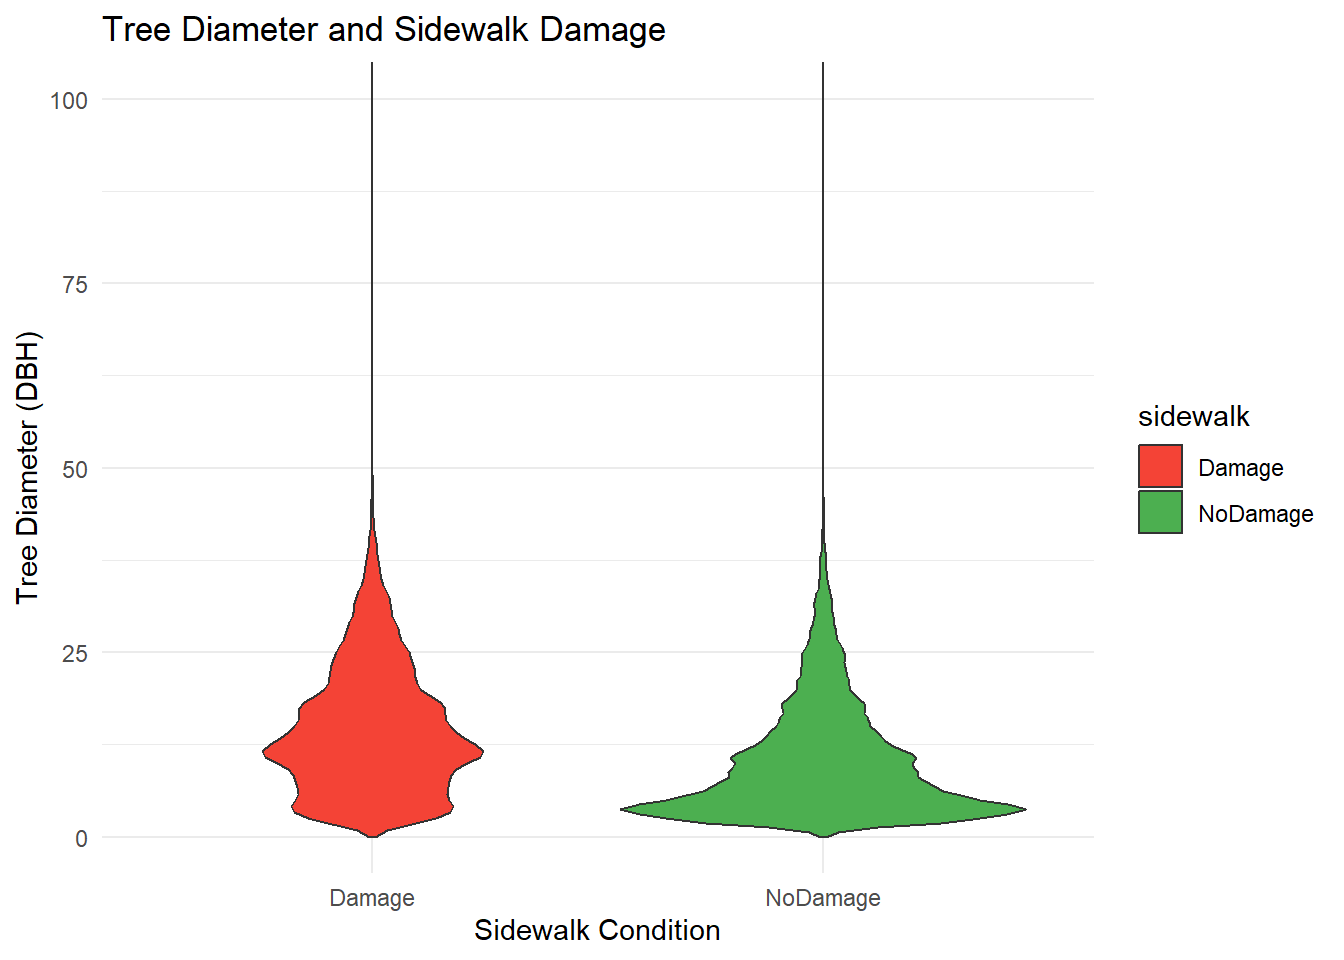 Tree Diameter and Sidewalk Damage
Tree Diameter (DBH)
100
75
50
25
0
Damage
NoDamage
Sidewalk Condition
sidewalk
Damage
NoDamage